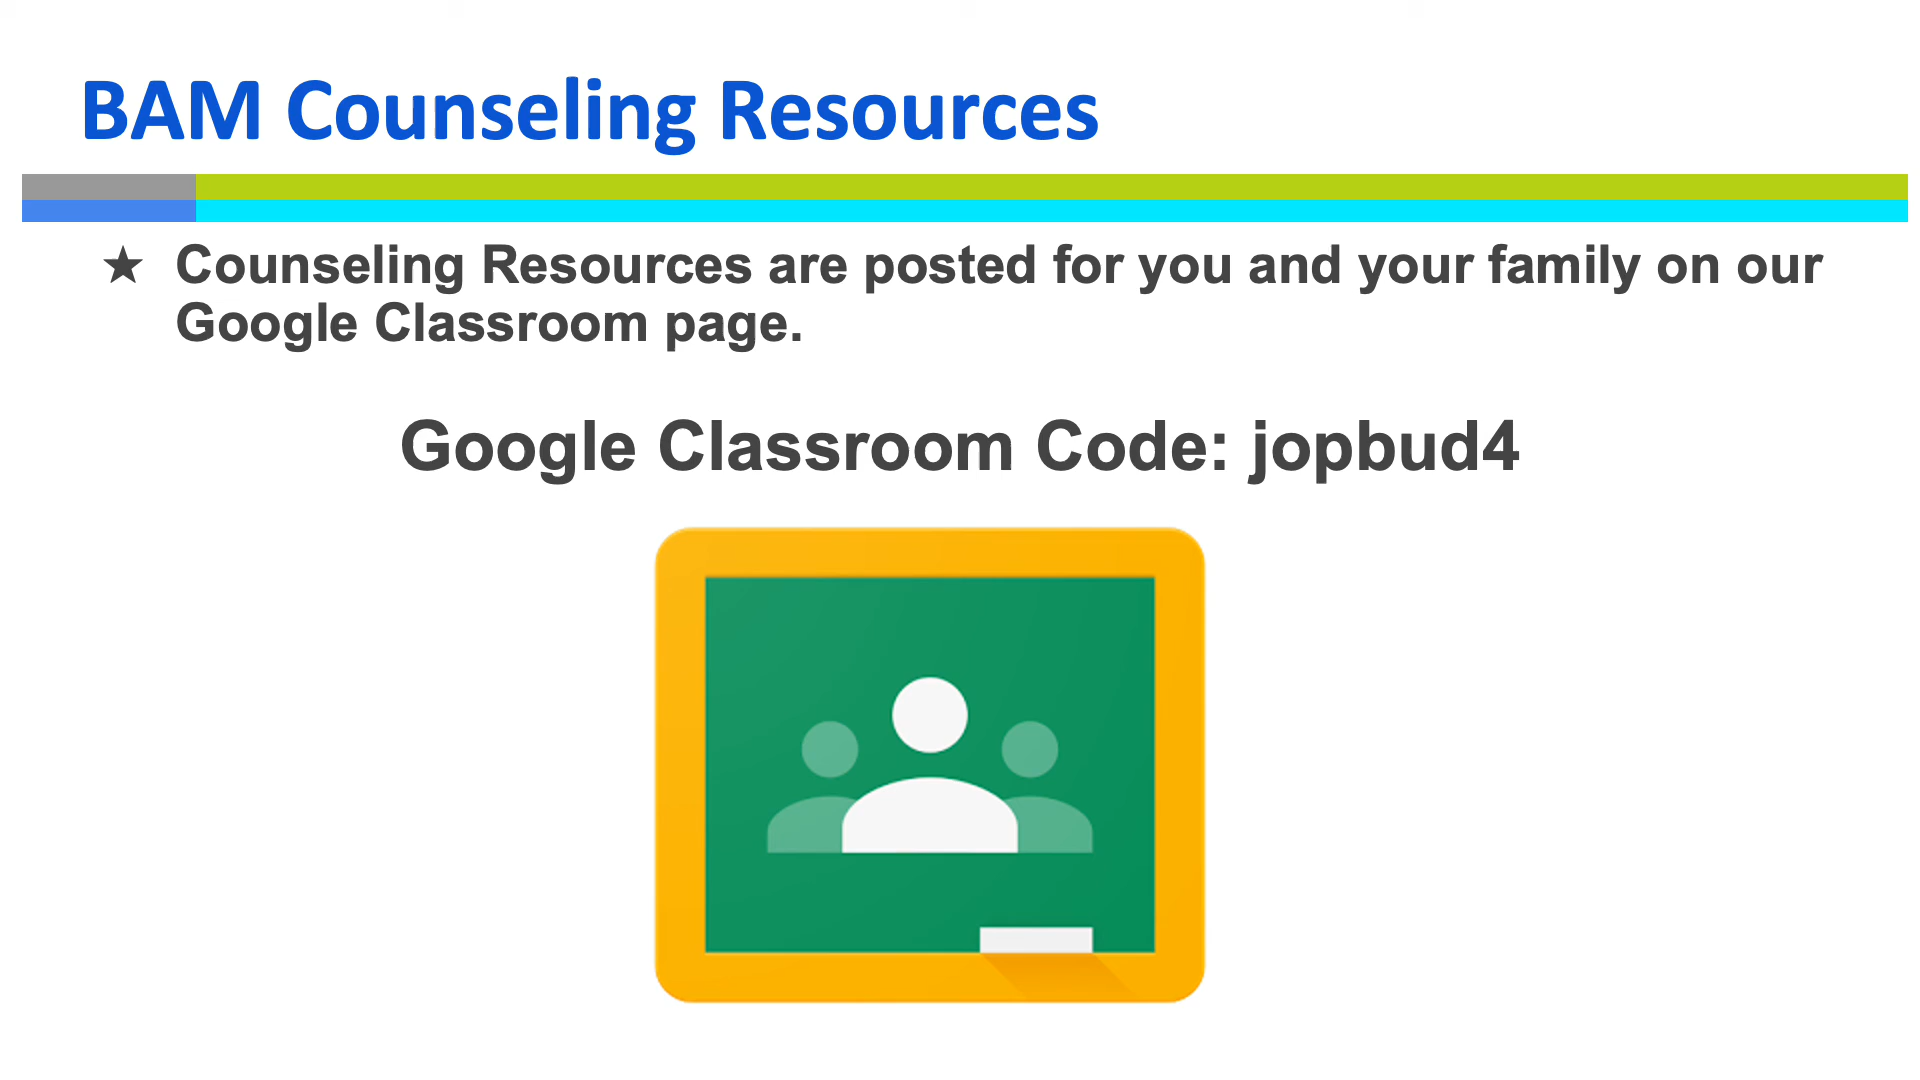 BAM Counseling Resources
★ Counseling Resources are posted for you and your family on our
Google Classroom page.
Google Classroom Code: jopbud4